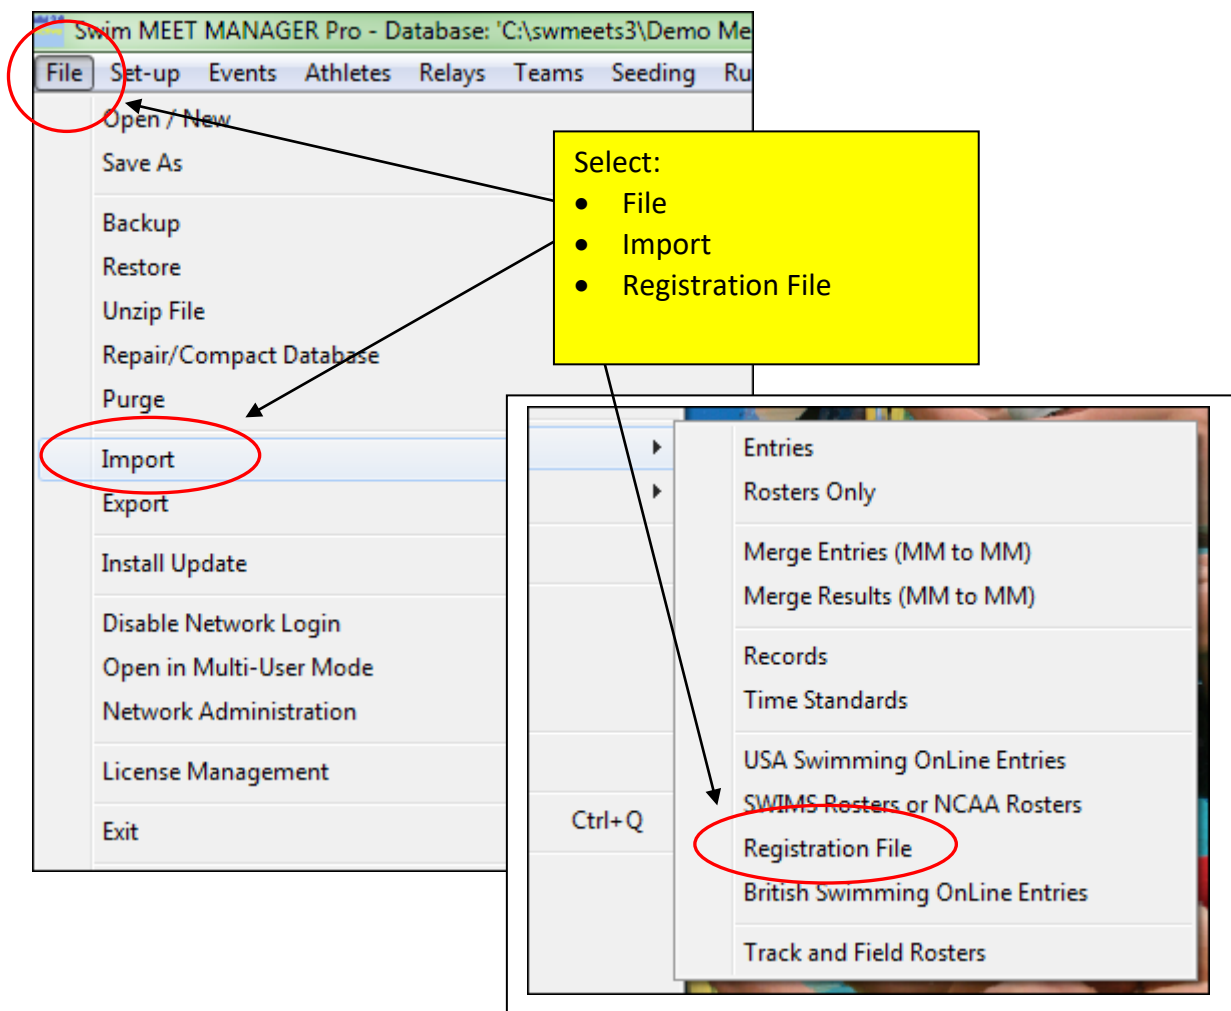 Swim MEET MANAGER Pro - Database: 'C:\swmeets3\Demo Me
File Set-up Events Athletes Relays Teams Seeding Ru
Open / New
Save As
Backup
Restore
Unzip File
Repair/Compact Database
Purge
Import
Export
Install Update
Disable Network Login
Open in Multi-User Mode
Network Administration
License Management
Exit
Select:
• File
• Import
• Registration File
Ctrl+Q
Entries
Rosters Only
Merge Entries (MM to MM)
Merge Results (MM to MM)
Records
Time Standards
USA Swimming OnLine Entries
SWIMS Rosters or NCAA Rosters
Registration File
British Swimming OnLine Entries
Track and Field Rosters